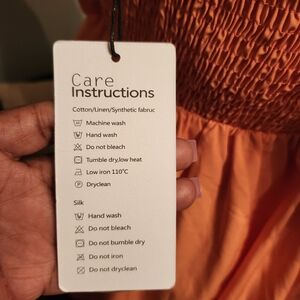 Care
Instructions
Cotton/Linen/Synthetic fabruc
Machine wash
Hand wash
Do not bleach
Tumble dry,low heat
Low iron 110°C
Dryclean
Silk
Hand wash
Do not bleach
Do not bumble dry
Do not iron
Do not dryclean